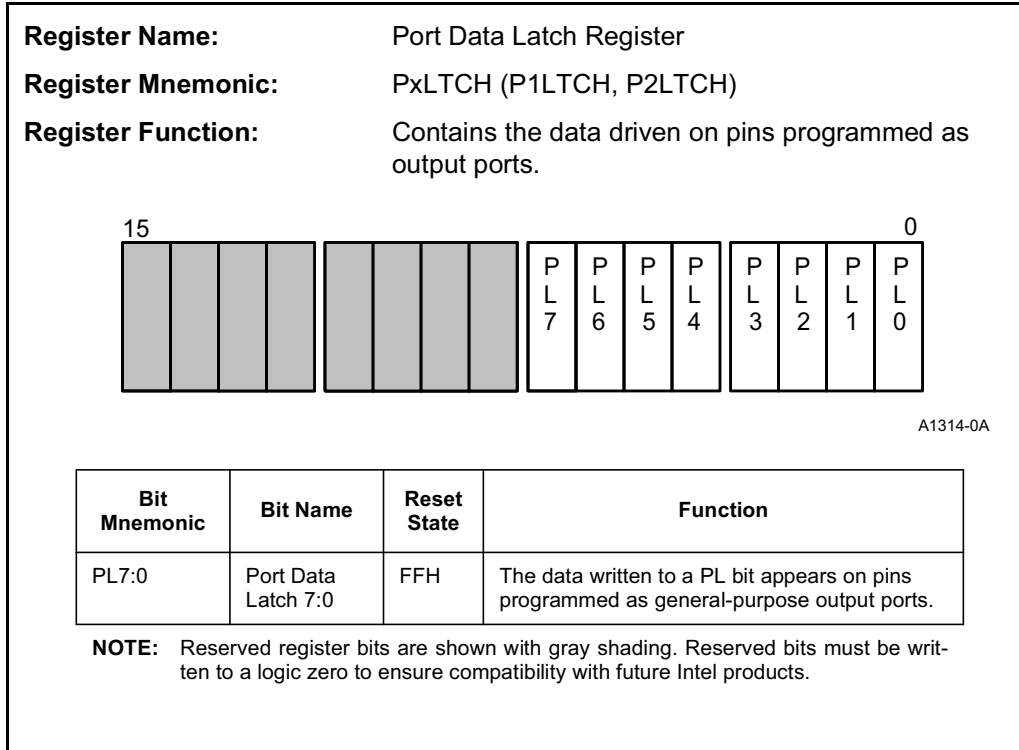 Register Name: Port Data Latch Register
Register Mnemonic: PxLTCH (P1LTCH, P2LTCH)
Register Function: Contains the data driven on pins programmed as
output ports.
15 0
P P P P P P P P
L L L L L L L L
7 6 5 4 3 2 1 0
A1314-0A
Bit Mnemonic Bit Name Reset State Function
PL7:0 Port Data FFH The data written to a PL bit appears on pins
Latch 7:0 programmed as general-purpose output ports.
NOTE: Reserved register bits are shown with gray shading. Reserved bits must be writ-
ten to a logic zero to ensure compatibility with future Intel products.